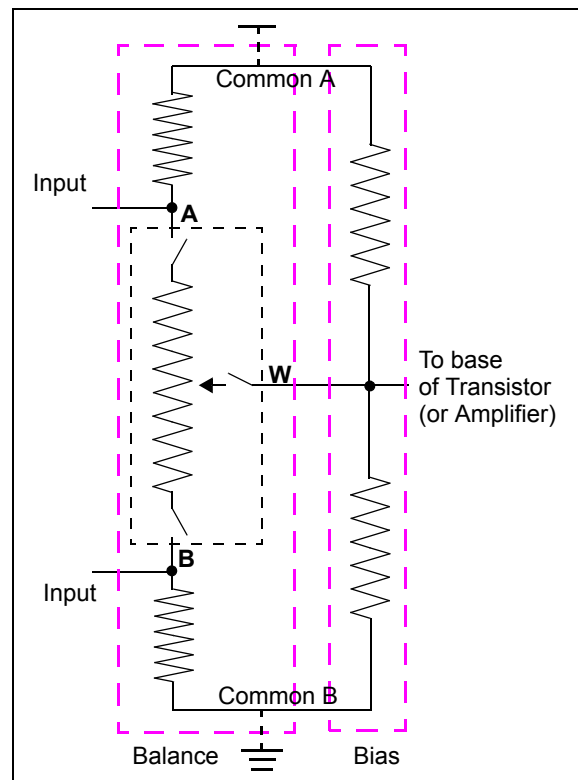 Common A
Input
A
W
To base
of Transistor
(or Amplifier)
B
Input
Common B
Balance
Bias